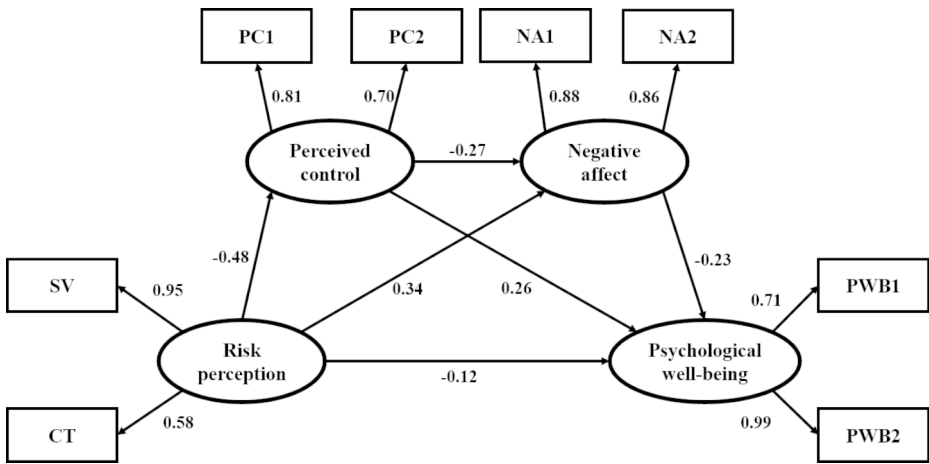 PC1
PC2
NA1
NA2
0.81
0.70
0.88
0.86
Perceived
control
-0.27
Negative
affect
-0.48
0.34
0.26
-0.23
SV
0.95
0.71
PWB1
Risk
perception
-0.12
Psychological
well-being
CT
0.58
0.99
PWB2